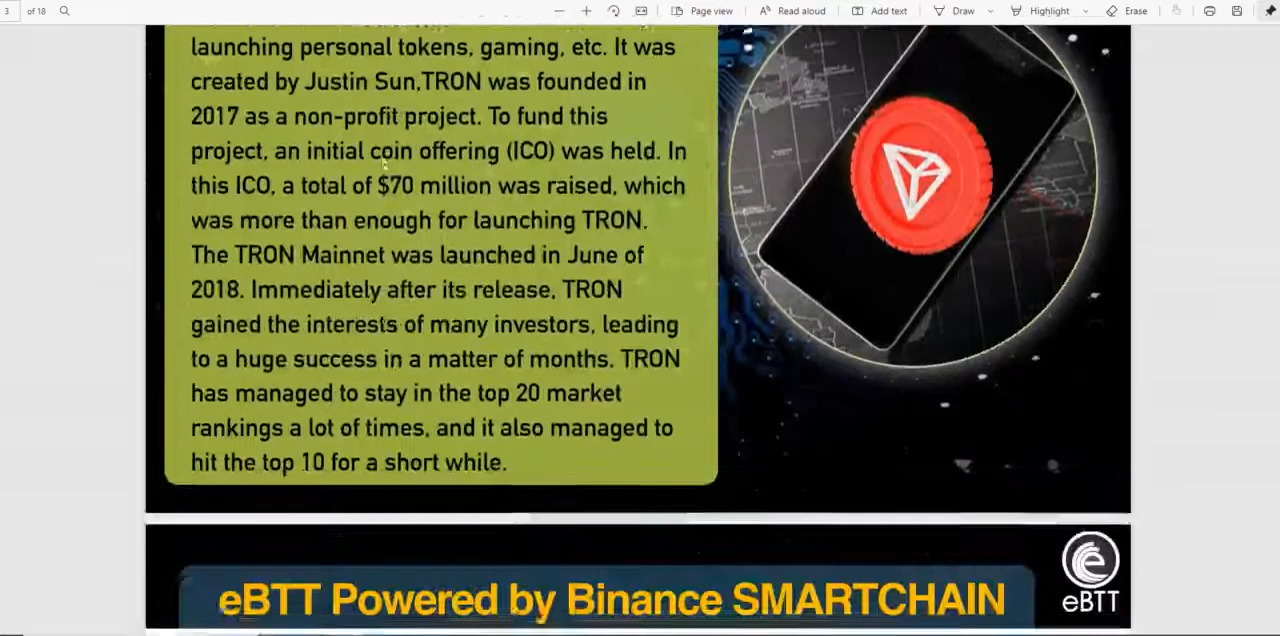 3 of 18 Page view Read aloud Add text Draw Highlight Erase
launching personal tokens, gaming, etc. It was
created by Justin Sun,TRON was founded in
2017 as a non-profit project. To fund this
project, an initial coin offering (ICO) was held. In
this ICO, a total of $70 million was raised, which
was more than enough for launching TRON.
The TRON Mainnet was launched in June of
2018. Immediately after its release, TRON
gained the interests of many investors, leading
to a huge success in a matter of months. TRON
has managed to stay in the top 20 market
rankings a lot of times, and it also managed to
hit the top 10 for a short while.
eBTT Powered by Binance SMARTCHAIN
eBTT